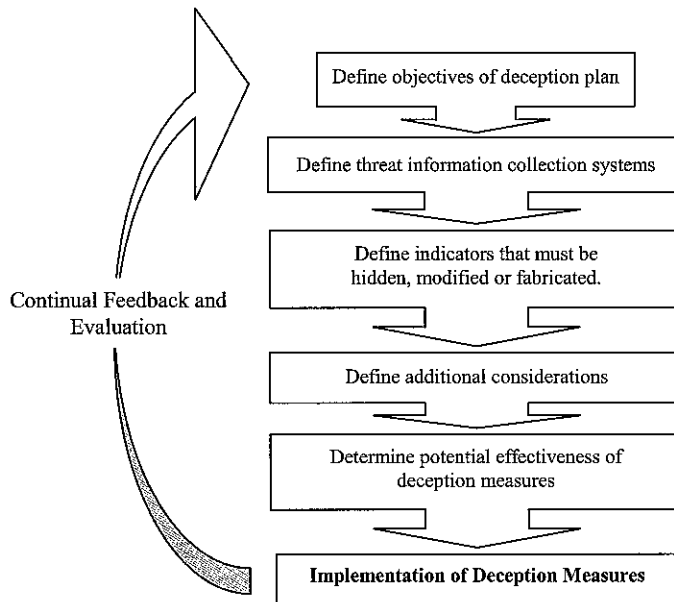 Define objectives of deception plan
Define threat information collection systems
Define indicators that must be
hidden, modified or fabricated.
Continual Feedback and
Evaluation
Define additional considerations
Determine potential effectiveness of
deception measures
Implementation of Deception Measures